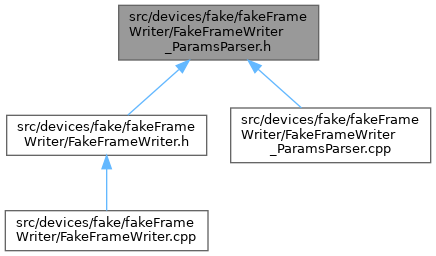 src/devices/fake/fakeFrame
Writer/FakeFrameWriter
_ParamsParser.h
src/devices/fake/fakeFrame
Writer/FakeFrameWriter.h
src/devices/fake/fakeFrame
Writer/FakeFrameWriter
_ParamsParser.cpp
src/devices/fake/fakeFrame
Writer/FakeFrameWriter.cpp